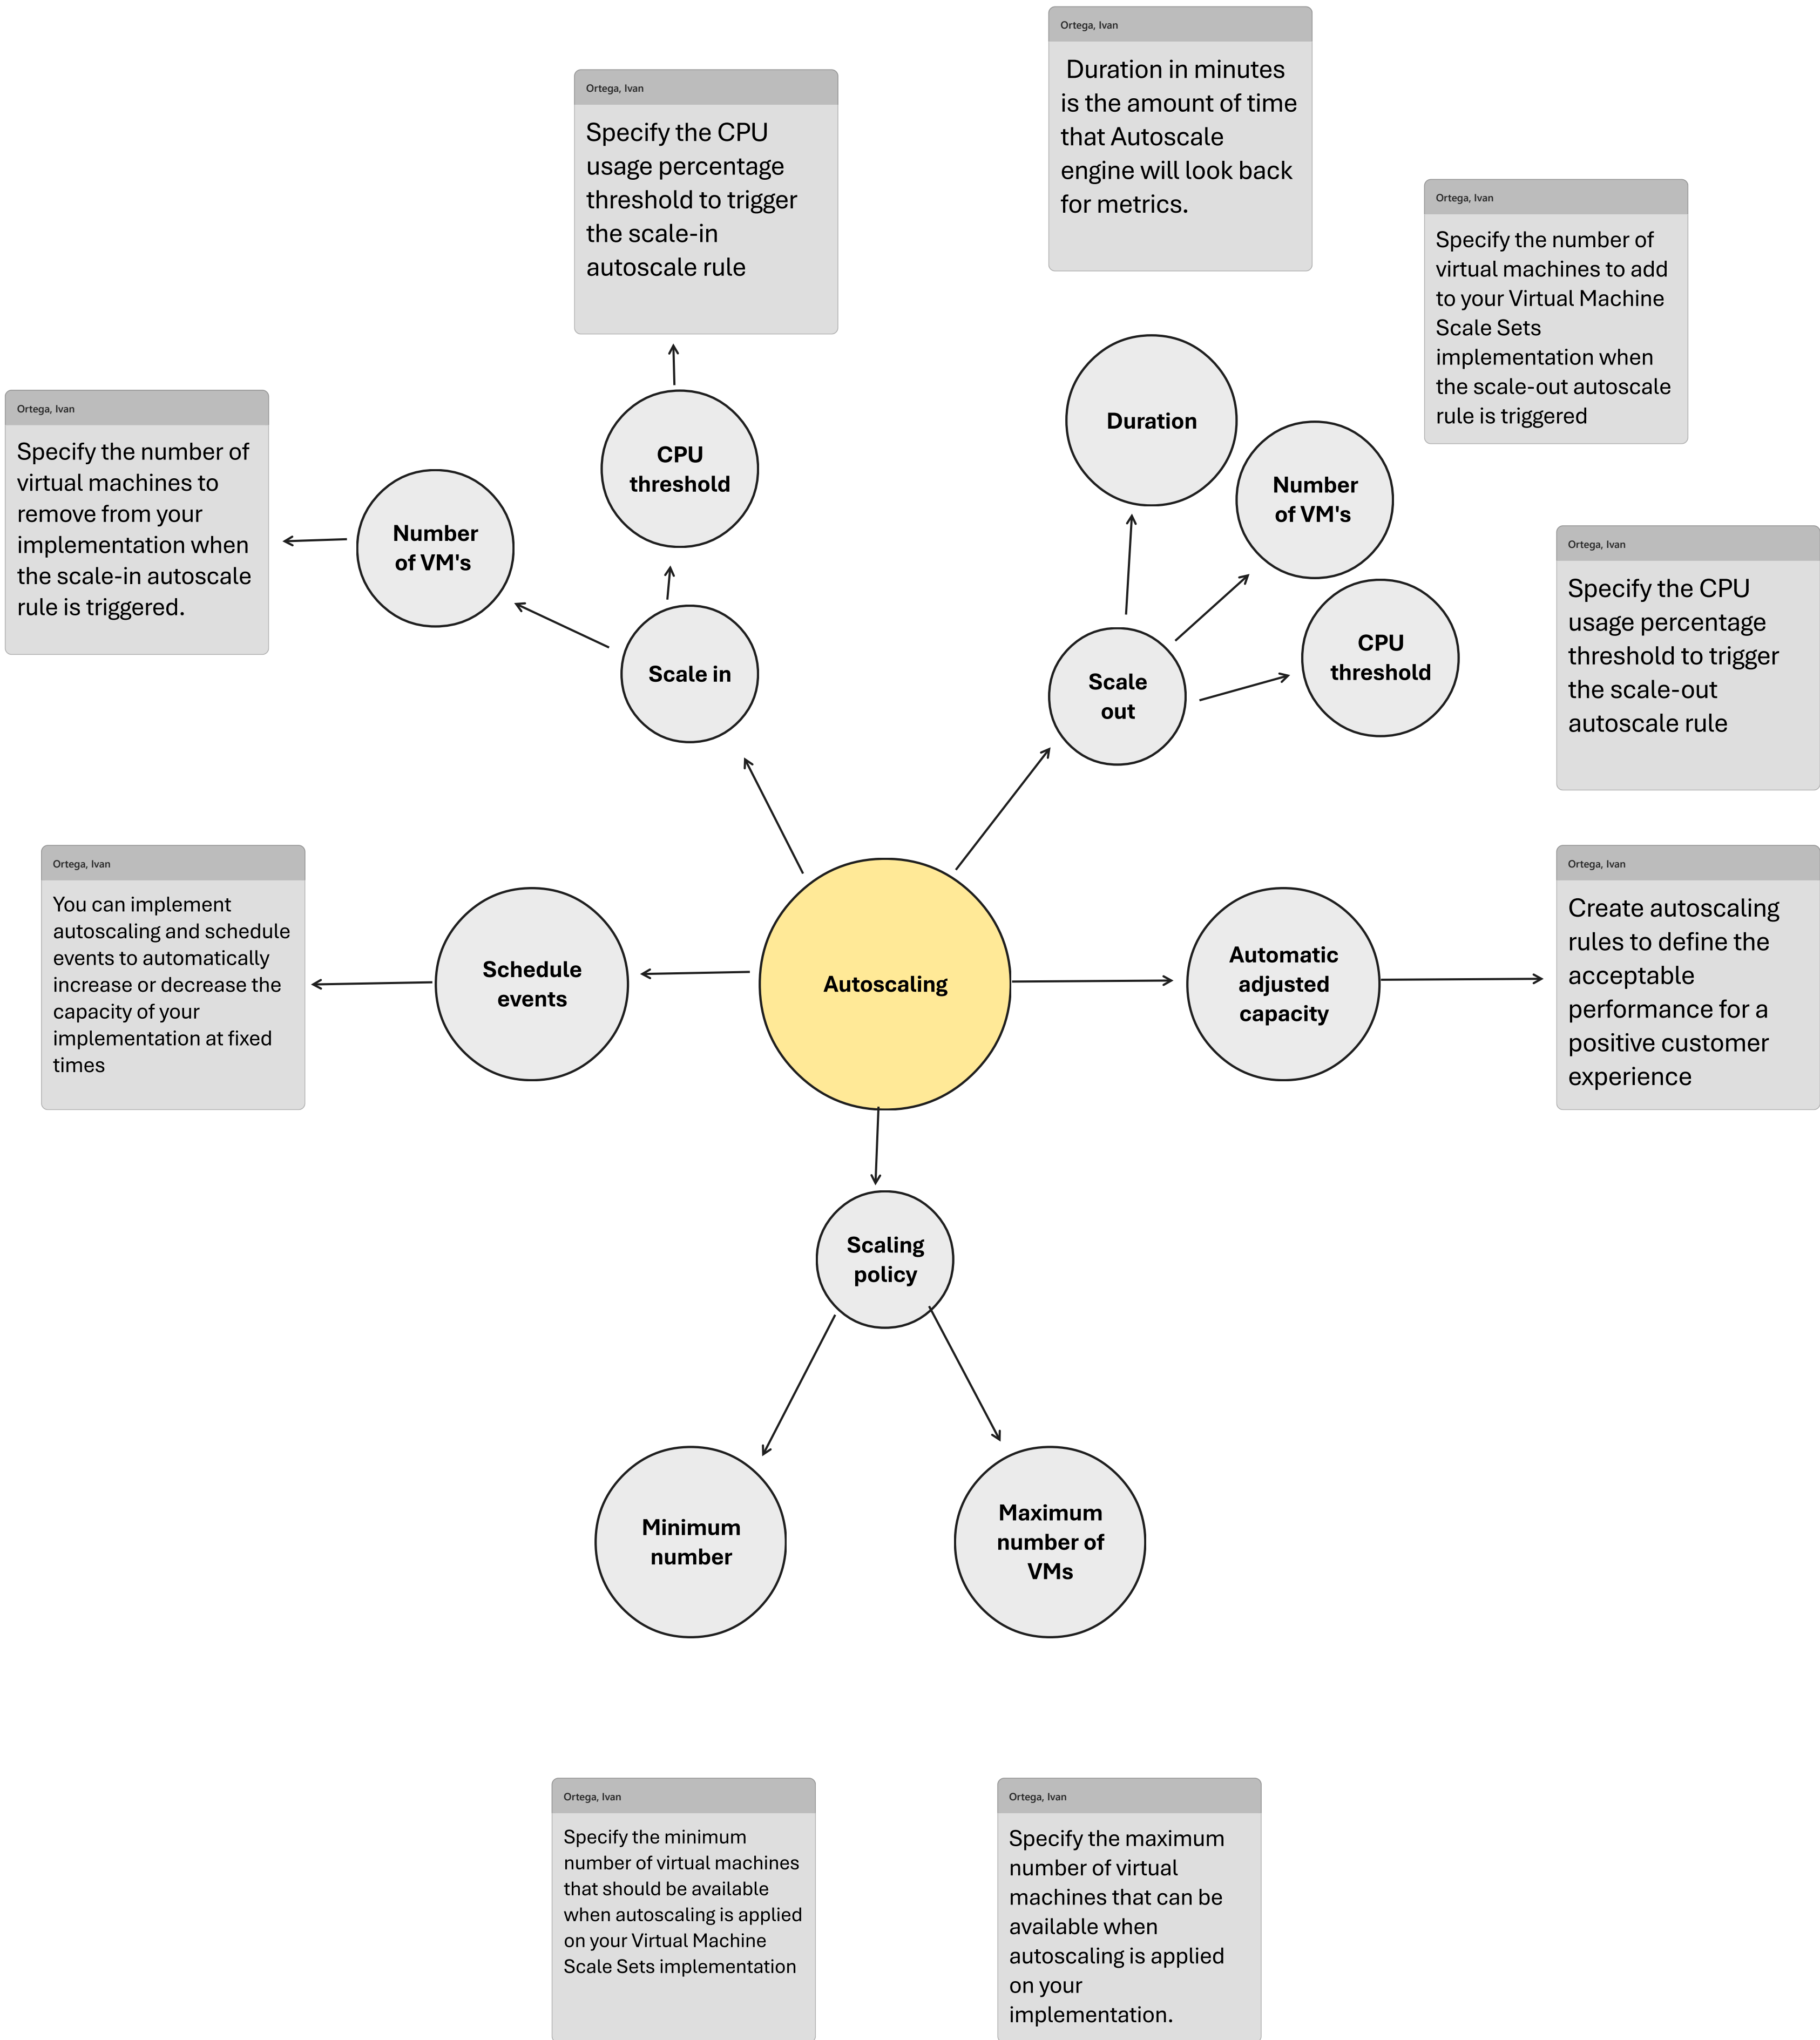 Ortega, Ivan
Duration in minutes
is the amount of time
that Autoscale
engine will look back
for metrics.
Ortega, Ivan
Specify the CPU
usage percentage
threshold to trigger
the scale-in
autoscale rule
Ortega, Ivan
Specify the number of
virtual machines to add
to your Virtual Machine
Scale Sets
implementation when
the scale-out autoscale
rule is triggered
Ortega, Ivan
Specify the number of
virtual machines to
remove from your
implementation when
the scale-in autoscale
rule is triggered.
Number
of VM's
CPU
threshold
Scale in
Duration
Number
of VM's
CPU
threshold
Scale
out
Ortega, Ivan
Specify the CPU
usage percentage
threshold to trigger
the scale-out
autoscale rule
Ortega, Ivan
You can implement
autoscaling and schedule
events to automatically
increase or decrease the
capacity of your
implementation at fixed
times
Schedule
events
Autoscaling
Automatic
adjusted
capacity
Ortega, Ivan
Create autoscaling
rules to define the
acceptable
performance for a
positive customer
experience
Scaling
policy
Minimum
number
Maximum
number of
VMs
Ortega, Ivan
Specify the minimum
number of virtual machines
that should be available
when autoscaling is applied
on your Virtual Machine
Scale Sets implementation
Ortega, Ivan
Specify the maximum
number of virtual
machines that can be
available when
autoscaling is applied
on your
implementation.